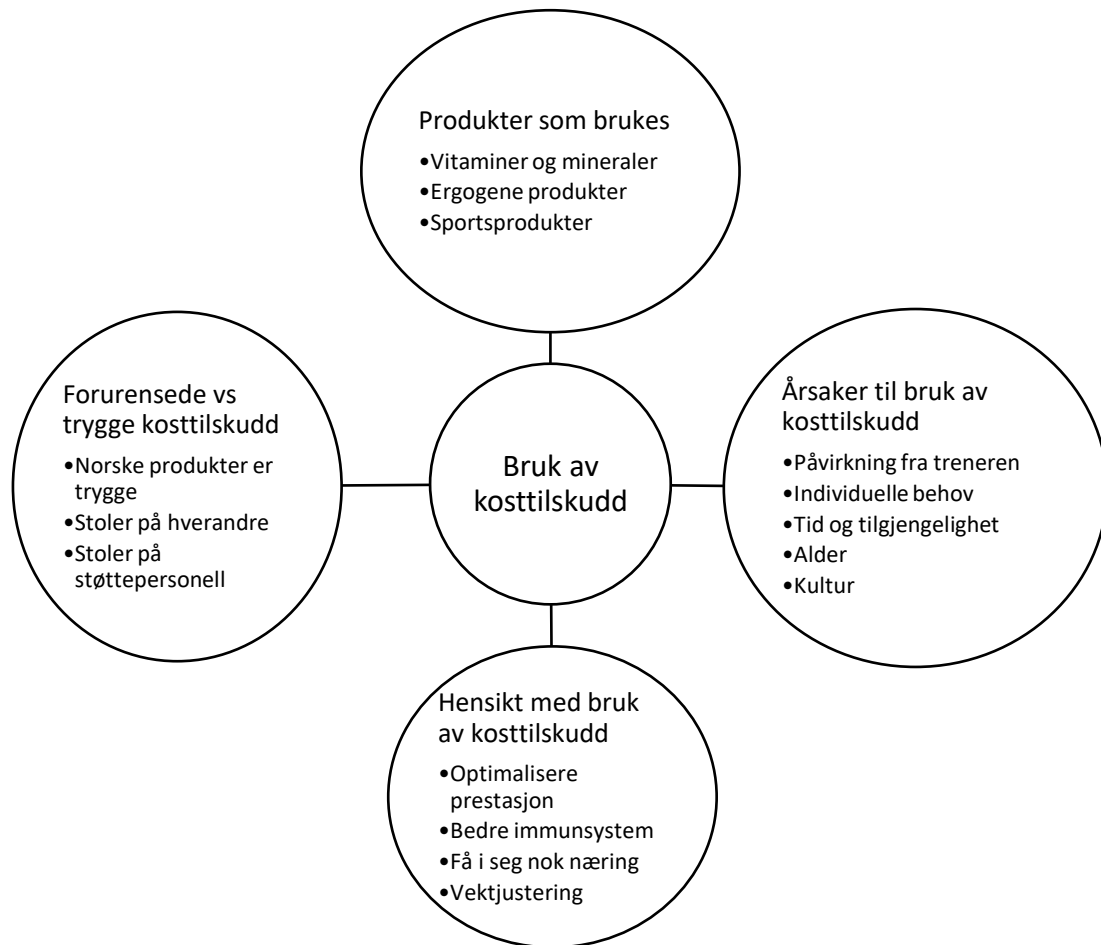 Produkter som brukes
•Vitaminer og mineraler
•Ergogene produkter
•Sportsprodukter
Forurensede vs
trygge kosttilskudd
•Norske produkter er
trygge
•Stoler på hverandre
•Stoler på
støttepersonell
Bruk av
kosttilskudd
Årsaker til bruk av
kosttilskudd
•Påvirkning fra treneren
•Individuelle behov
•Tid og tilgjengelighet
•Alder
•Kultur
Hensikt med bruk
av kosttilskudd
•Optimalisere
prestasjon
•Bedre immunsystem
•Få i seg nok næring
•Vektjustering